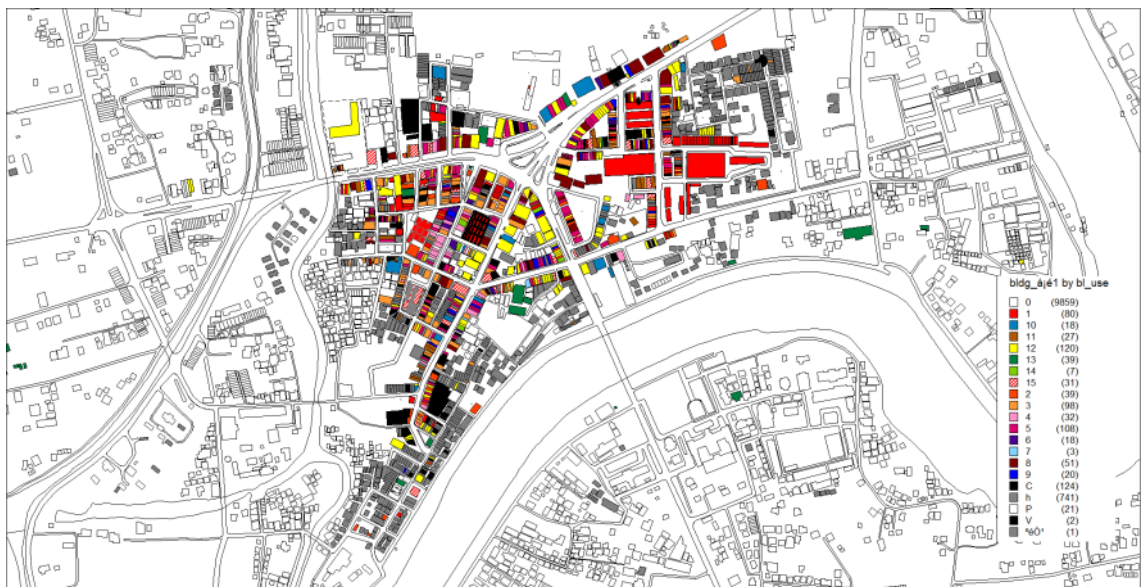 bldg_á¡é1 by bl_use
0 (9859)
1 (80)
10 (18)
11 (27)
12 (120)
13 (39)
14 (7)
15 (31)
2 (39)
3 (98)
4 (32)
5 (108)
6 (18)
7 (3)
8 (51)
9 (20)
C (124)
h (741)
P (21)
V (2)
%öÔ* (1)